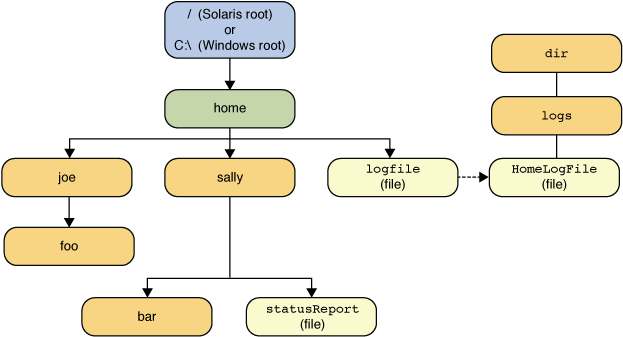 / (Solaris root)
or
C:\ (Windows root)
dir
home
logs
joe
sally
logfile
(file)
HomeLogFile
(file)
foo
bar
statusReport
(file)